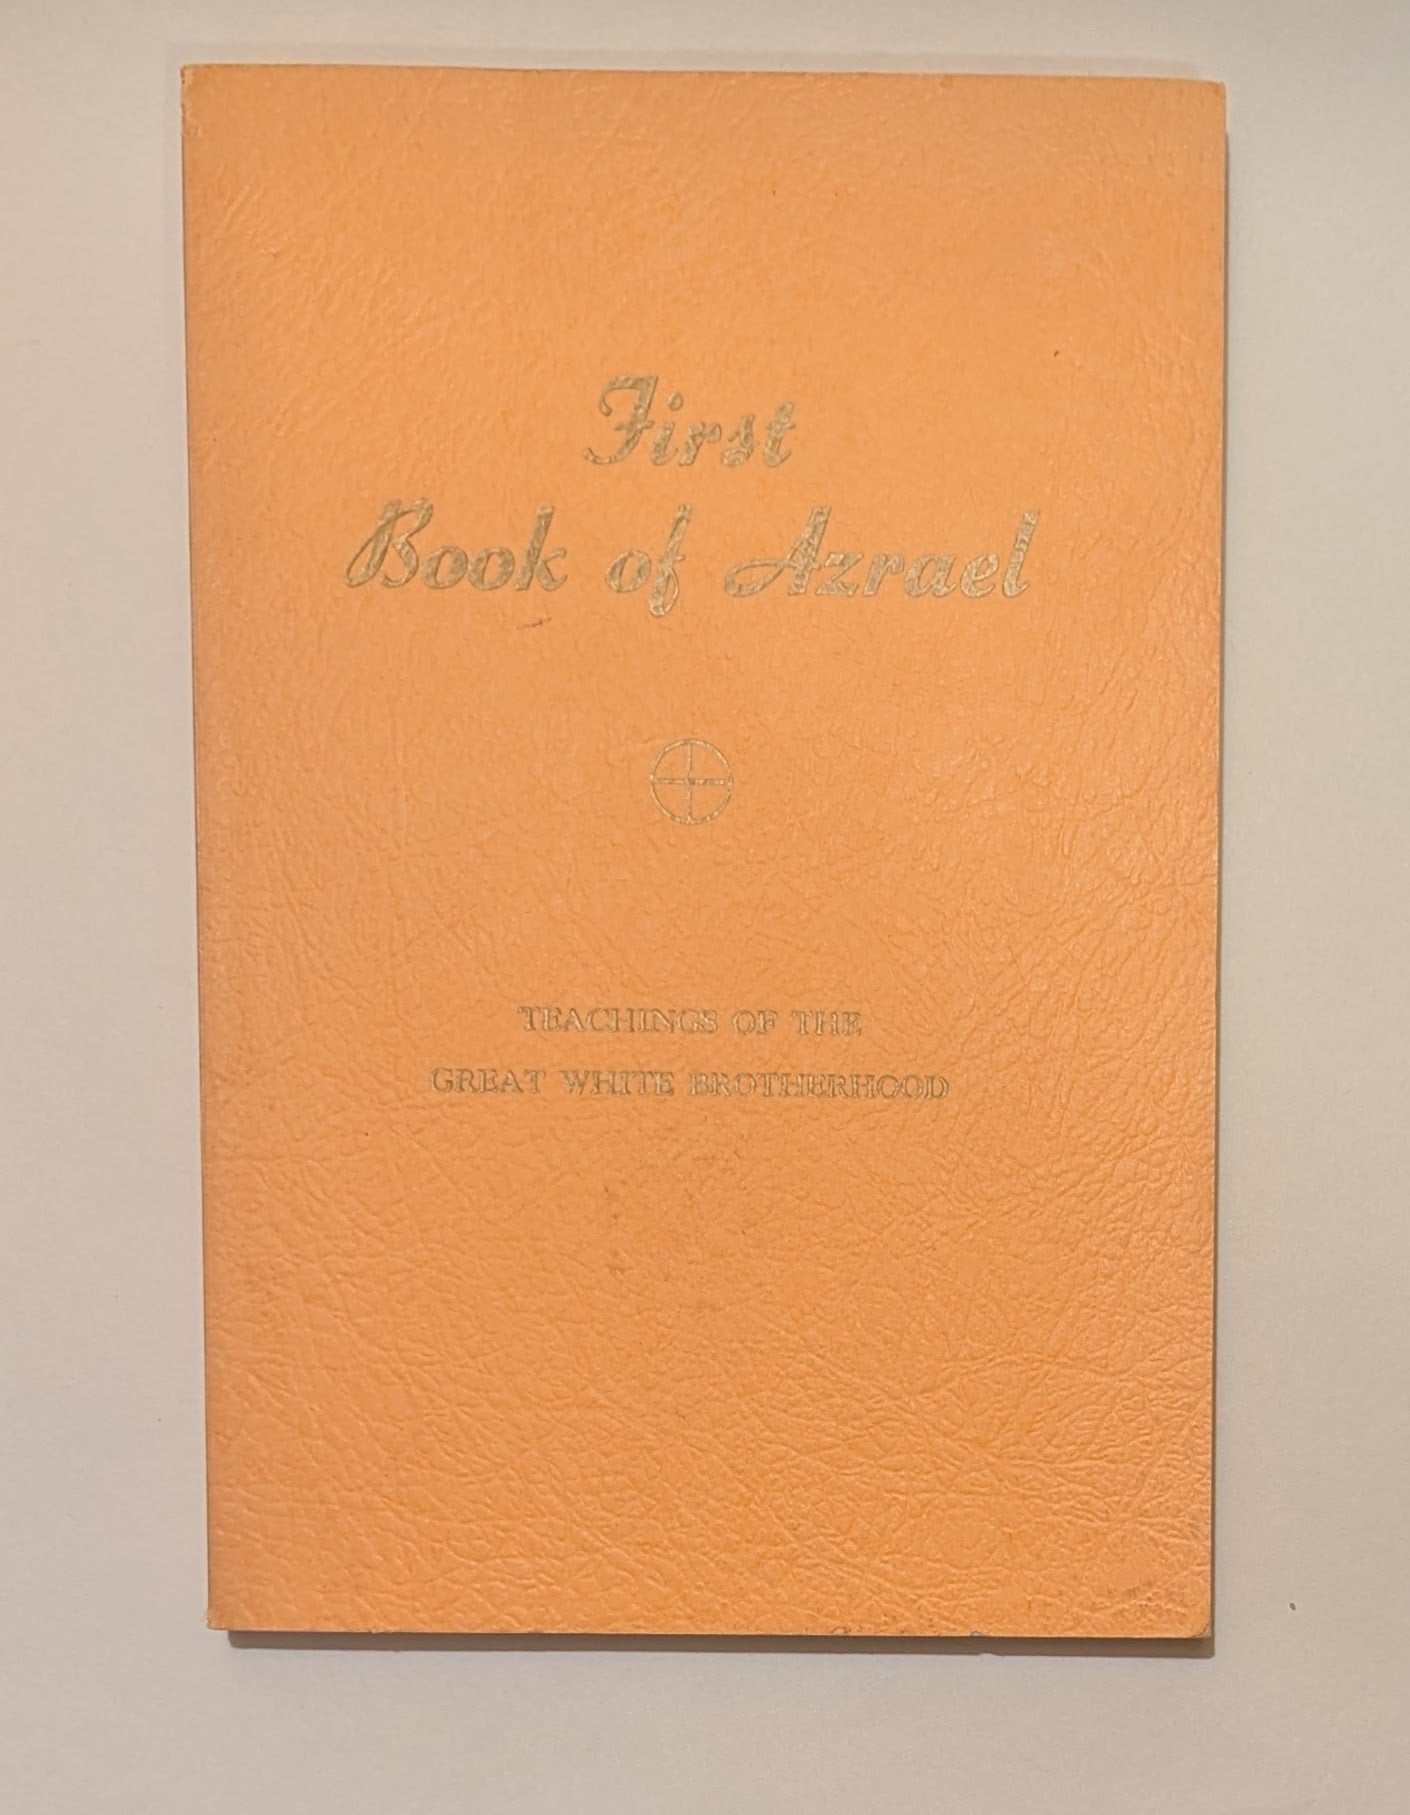 First
Book of Azrael
TEACHINGS OF THE
GREAT WHITE BROTHERHOOD